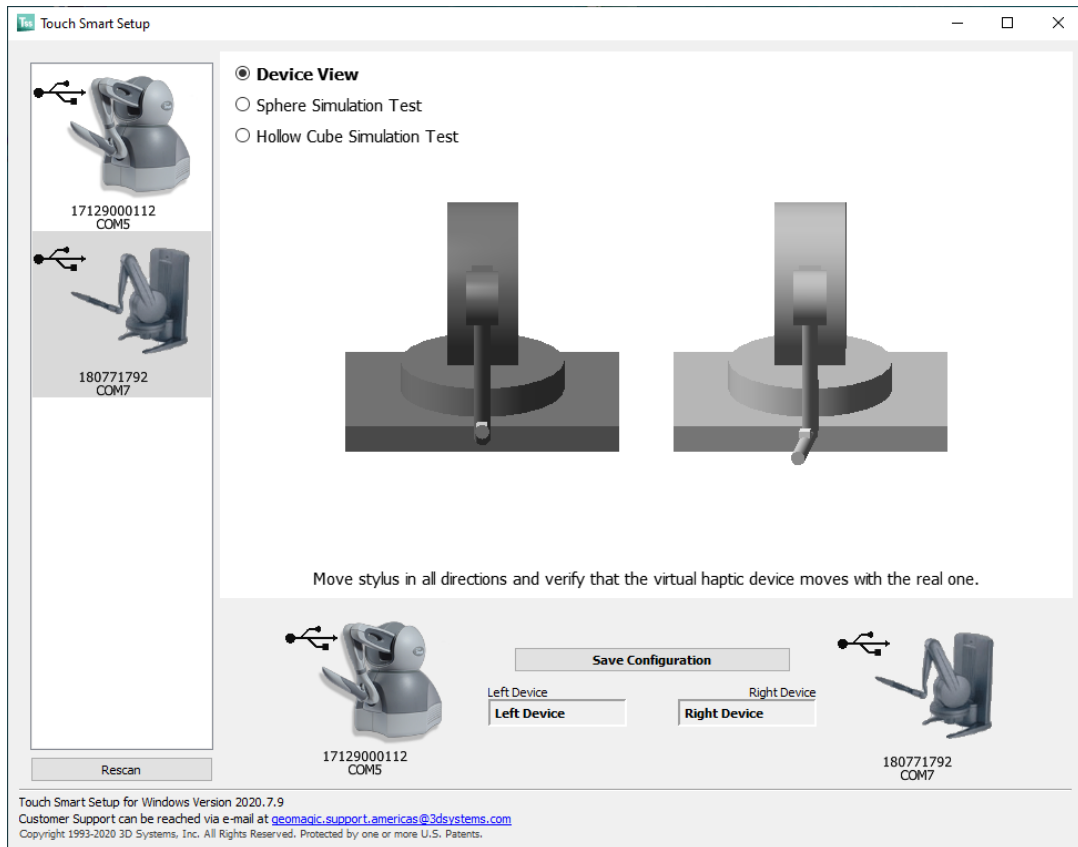 Tss Touch Smart Setup
Device View
Sphere Simulation Test
Hollow Cube Simulation Test
17129000112
COM5
180771792
COM7
Move stylus in all directions and verify that the virtual haptic device moves with the real one.
Save Configuration
Left Device
Right Device
Left Device
Right Device
17129000112
COM5
180771792
COM7
Rescan
Touch Smart Setup for Windows Version 2020.7.9
Customer Support can be reached via e-mail at geomagic.support.americas@3dsystems.com
Copyright 1993-2020 3D Systems, Inc. All Rights Reserved. Protected by one or more U.S. Patents.